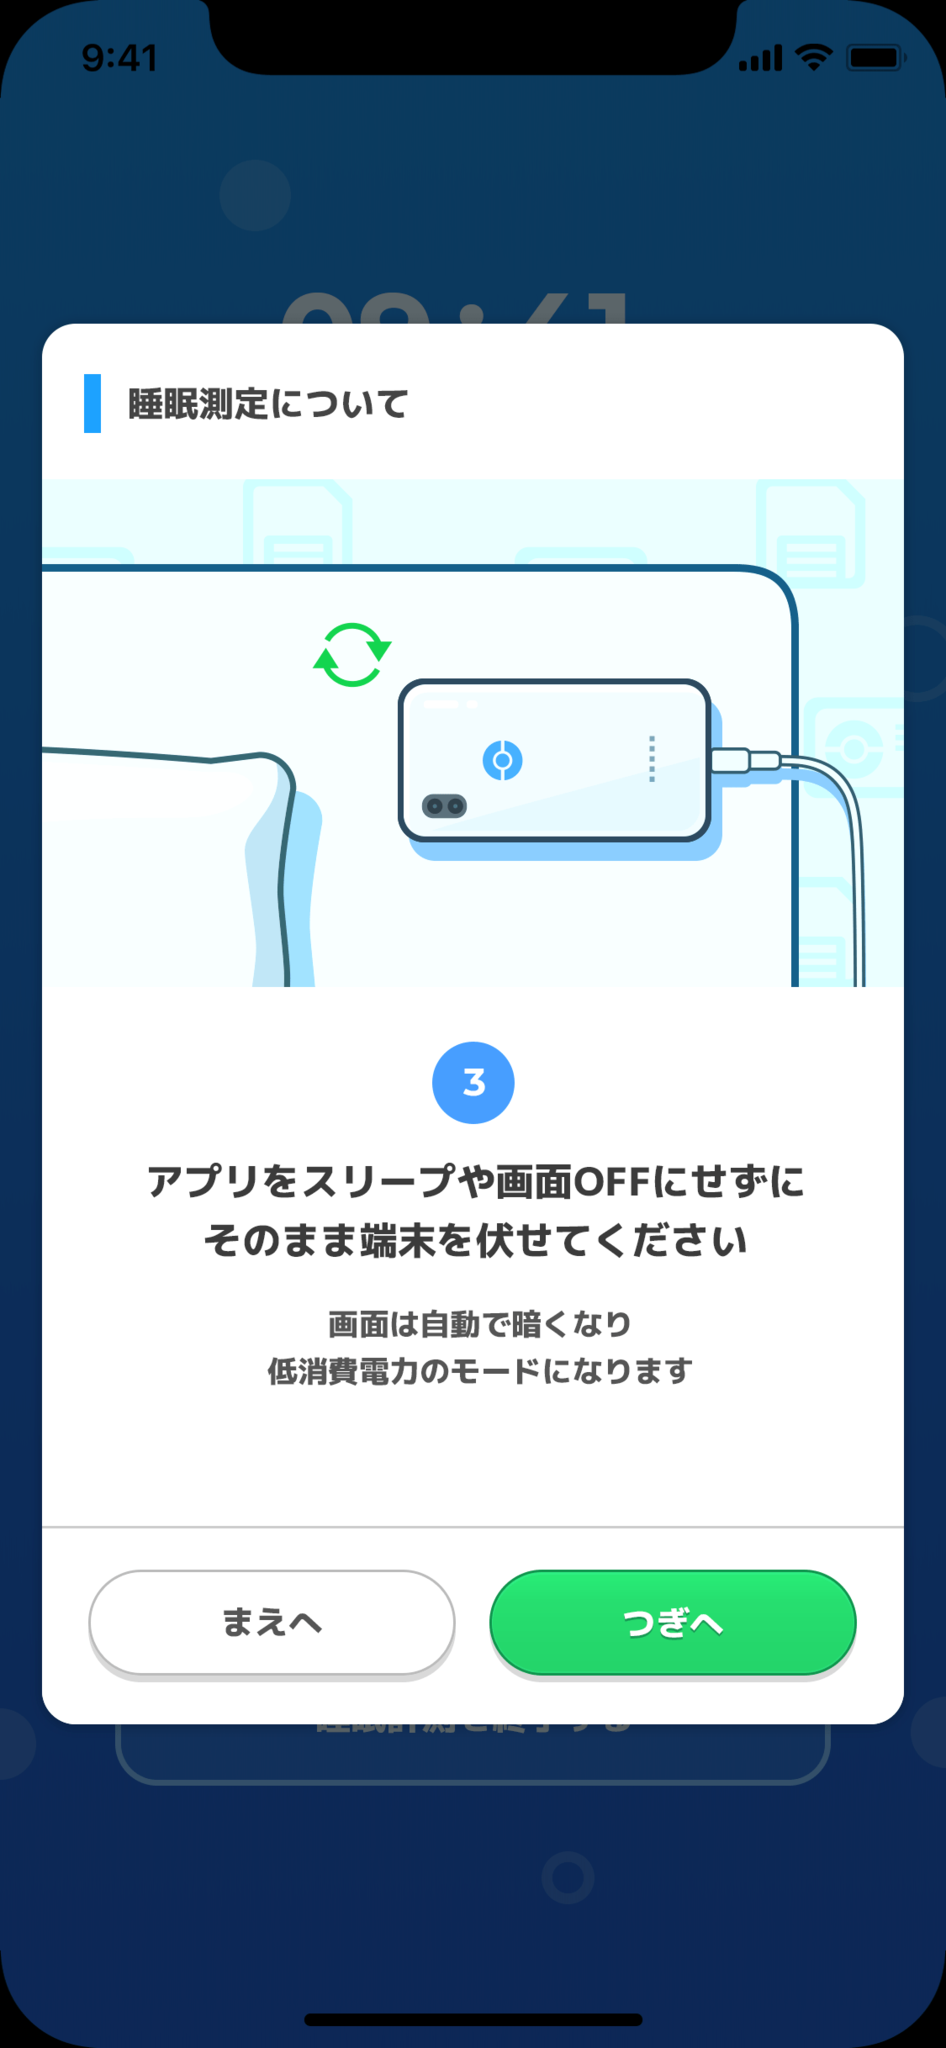 9:41
睡眠測定について
3
アプリをスリープや画面OFFにせずに
そのまま端末を伏せてください
画面は自動で暗くなり
低消費電力のモードになります
まえへ
つぎへ